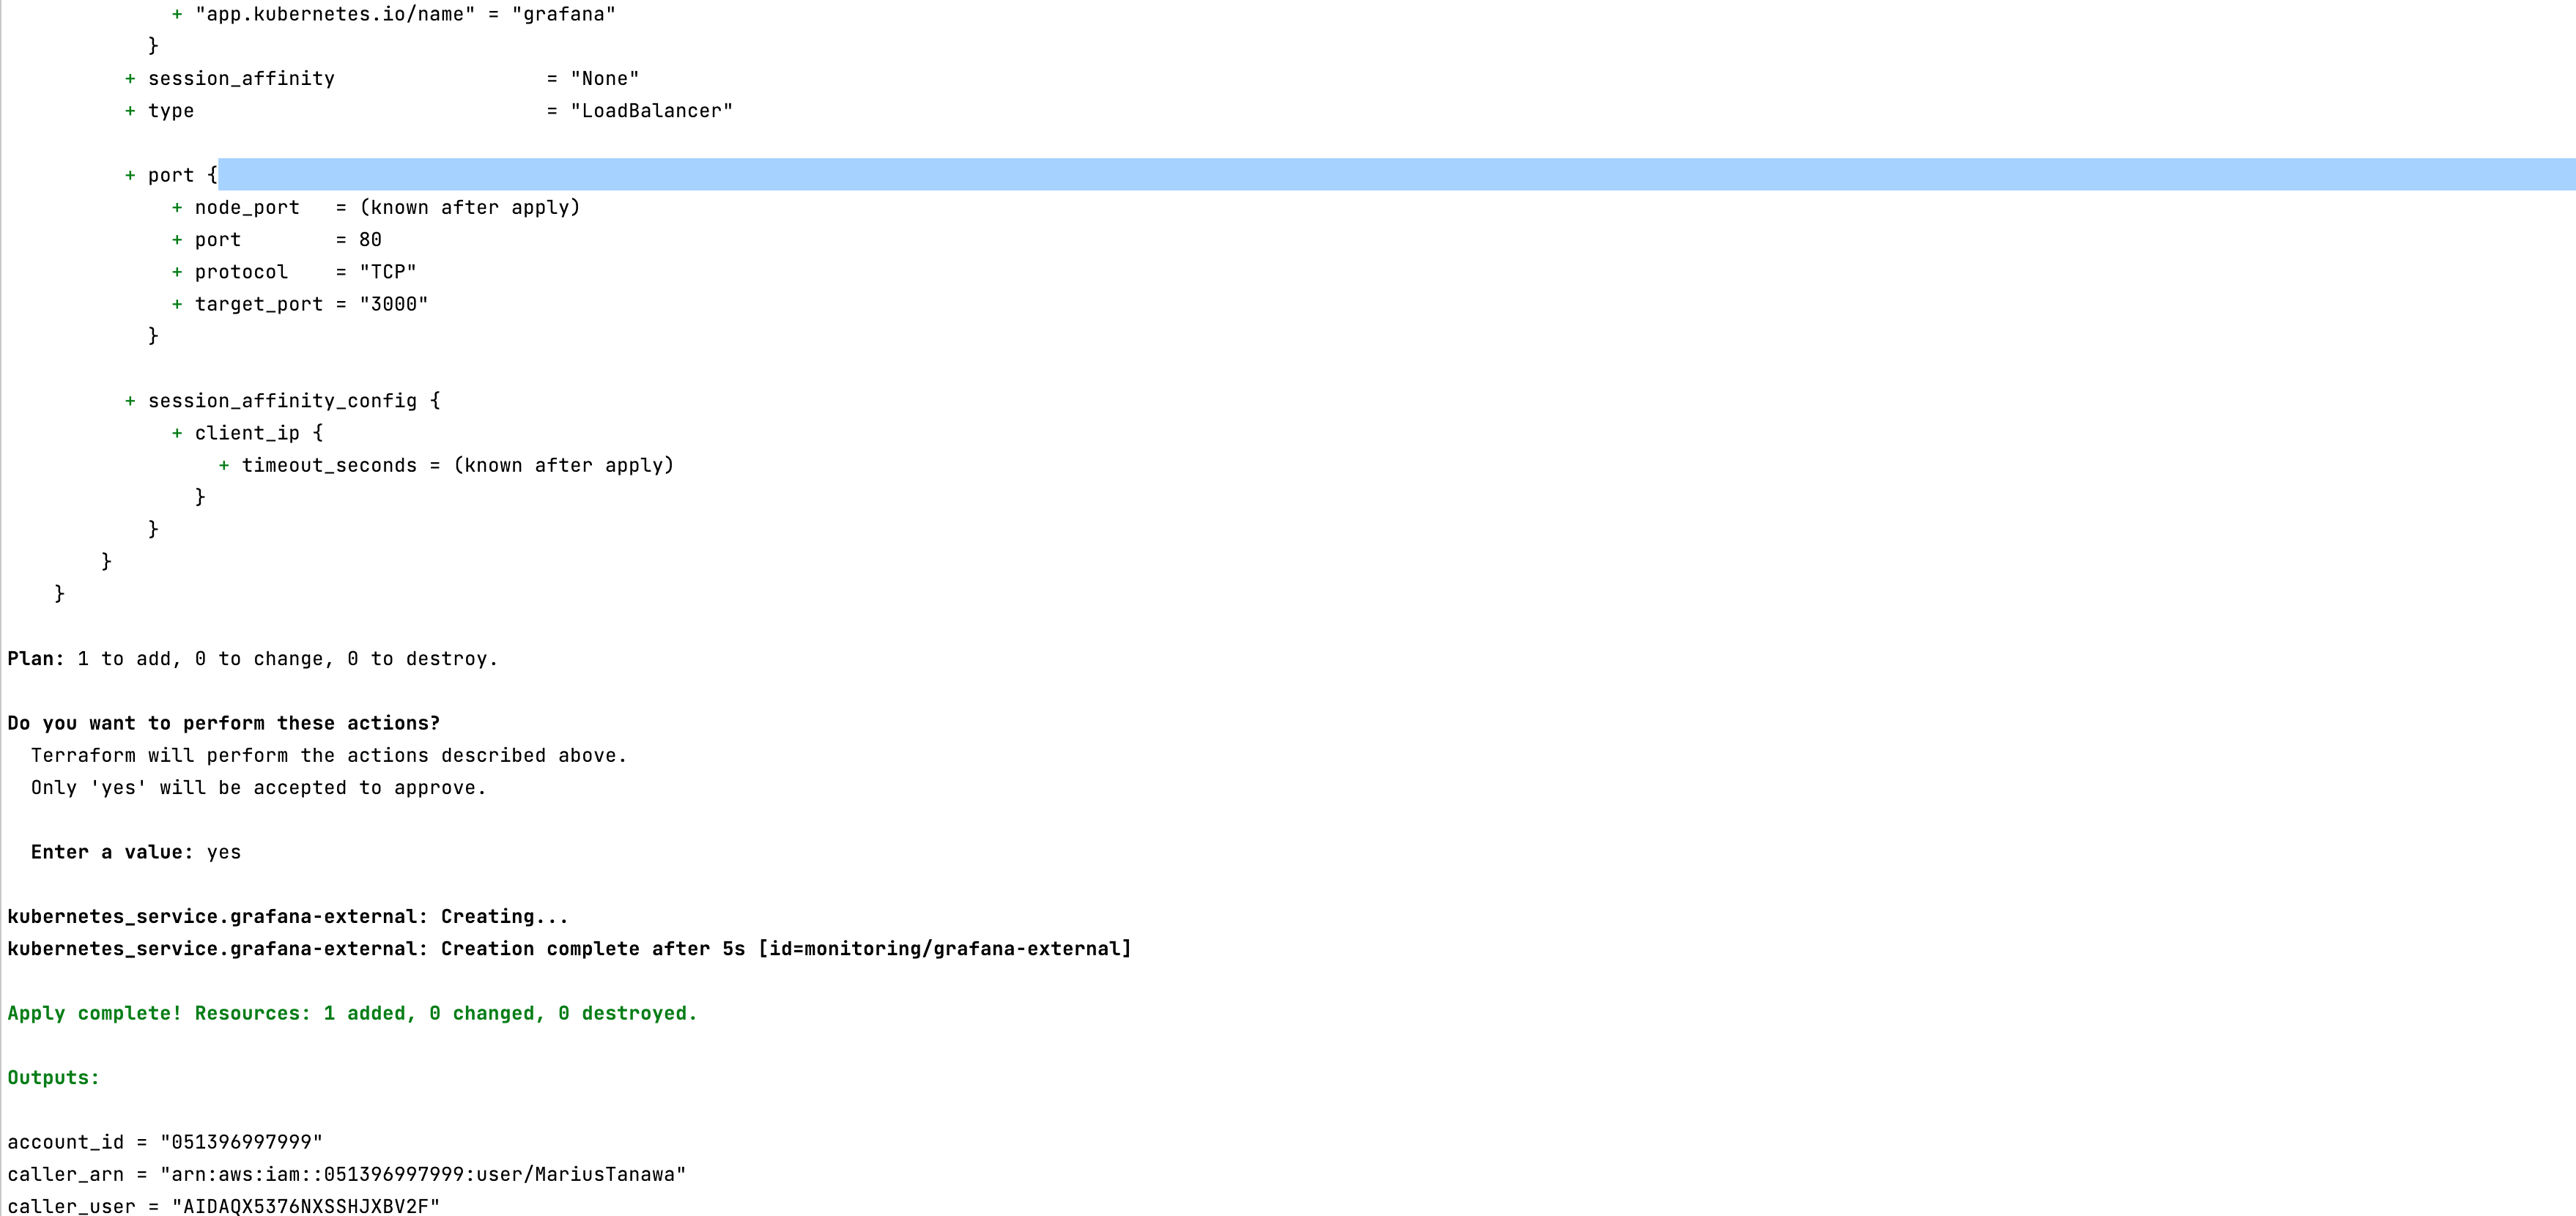 + "app.kubernetes.io/name" = "grafana"
}
+ session_affinity = "None"
+ type = "LoadBalancer"
+ port {
+ node_port = (known after apply)
+ port = 80
+ protocol = "TCP"
+ target_port = "3000"
}
+ session_affinity_config {
+ client_ip {
+ timeout_seconds = (known after apply)
}
}
}
}
Plan: 1 to add, 0 to change, 0 to destroy.
Do you want to perform these actions?
Terraform will perform the actions described above.
Only 'yes' will be accepted to approve.
Enter a value: yes
kubernetes_service.grafana-external: Creating...
kubernetes_service.grafana-external: Creation complete after 5s [id=monitoring/grafana-external]
Apply complete! Resources: 1 added, 0 changed, 0 destroyed.
Outputs:
account_id = "051396997999"
caller_arn = "arn:aws:iam::051396997999:user/MariusTanawa"
caller_user = "AIDAQX5376NXSSHJXBV2F"